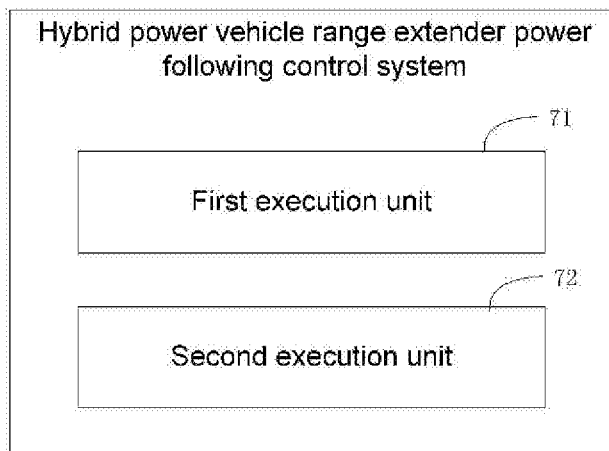 Hybrid power vehicle range extender power
following control system
71
First execution unit
72
Second execution unit